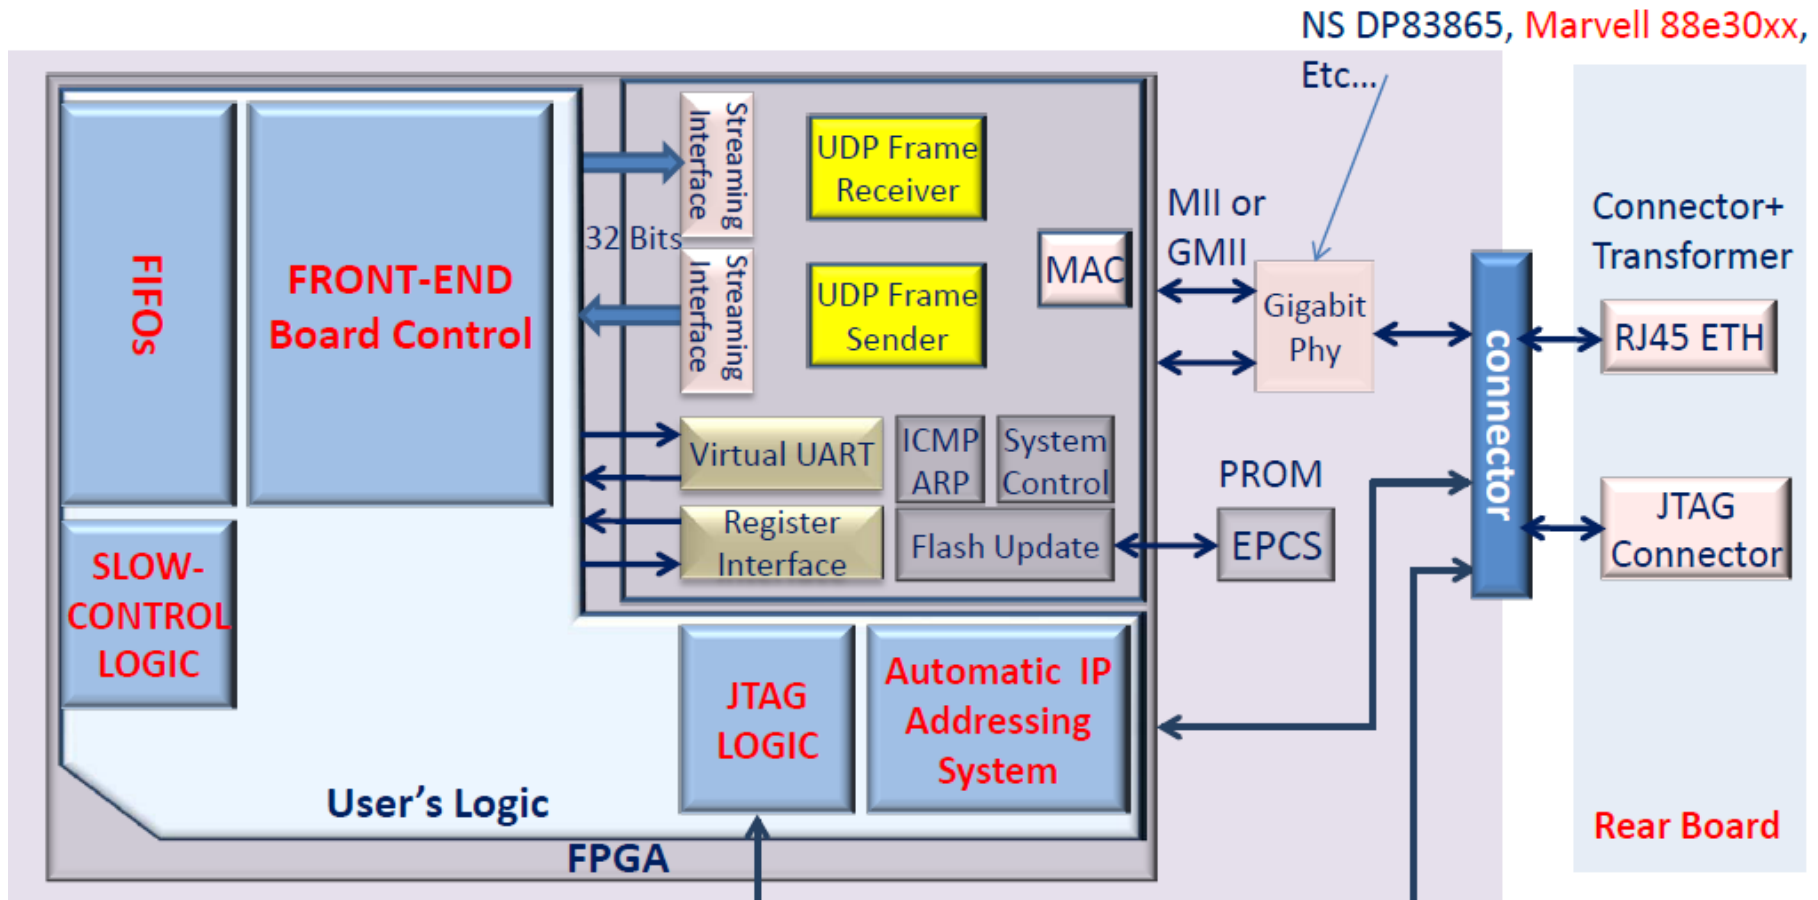 NS DP83865, Marvell 88e30xx,
Etc...
FIFOs
FRONT-END
Board Control
SLOW-
CONTROL
LOGIC
User's Logic
FPGA
32 Bits
Streaming
Interface
Streaming
Interface
UDP Frame
Receiver
UDP Frame
Sender
MAC
Virtual UART
ICMP
ARP
System
Control
Register
Interface
Flash Update
JTAG
LOGIC
Automatic IP
Addressing
System
MII or
GMII
Gigabit
Phy
PROM
EPCS
connector
Connector+
Transformer
RJ45 ETH
JTAG
Connector
Rear Board